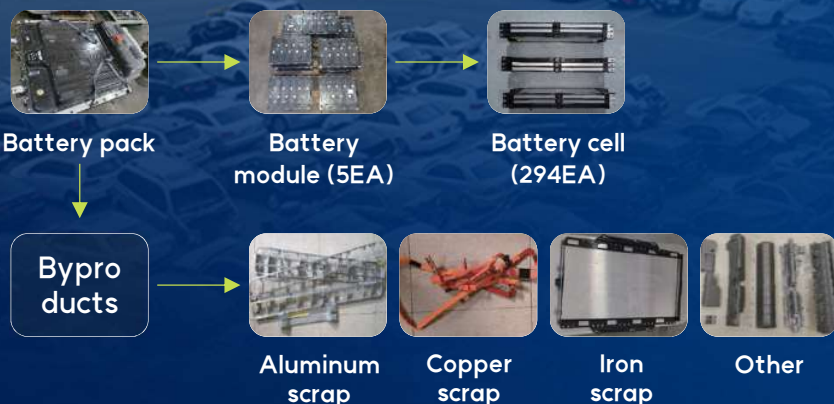 Battery pack
Battery
module (5EA)
Battery cell
(294EA)
Bypro
ducts
Aluminum
scrap
Copper
scrap
Iron
scrap
Other